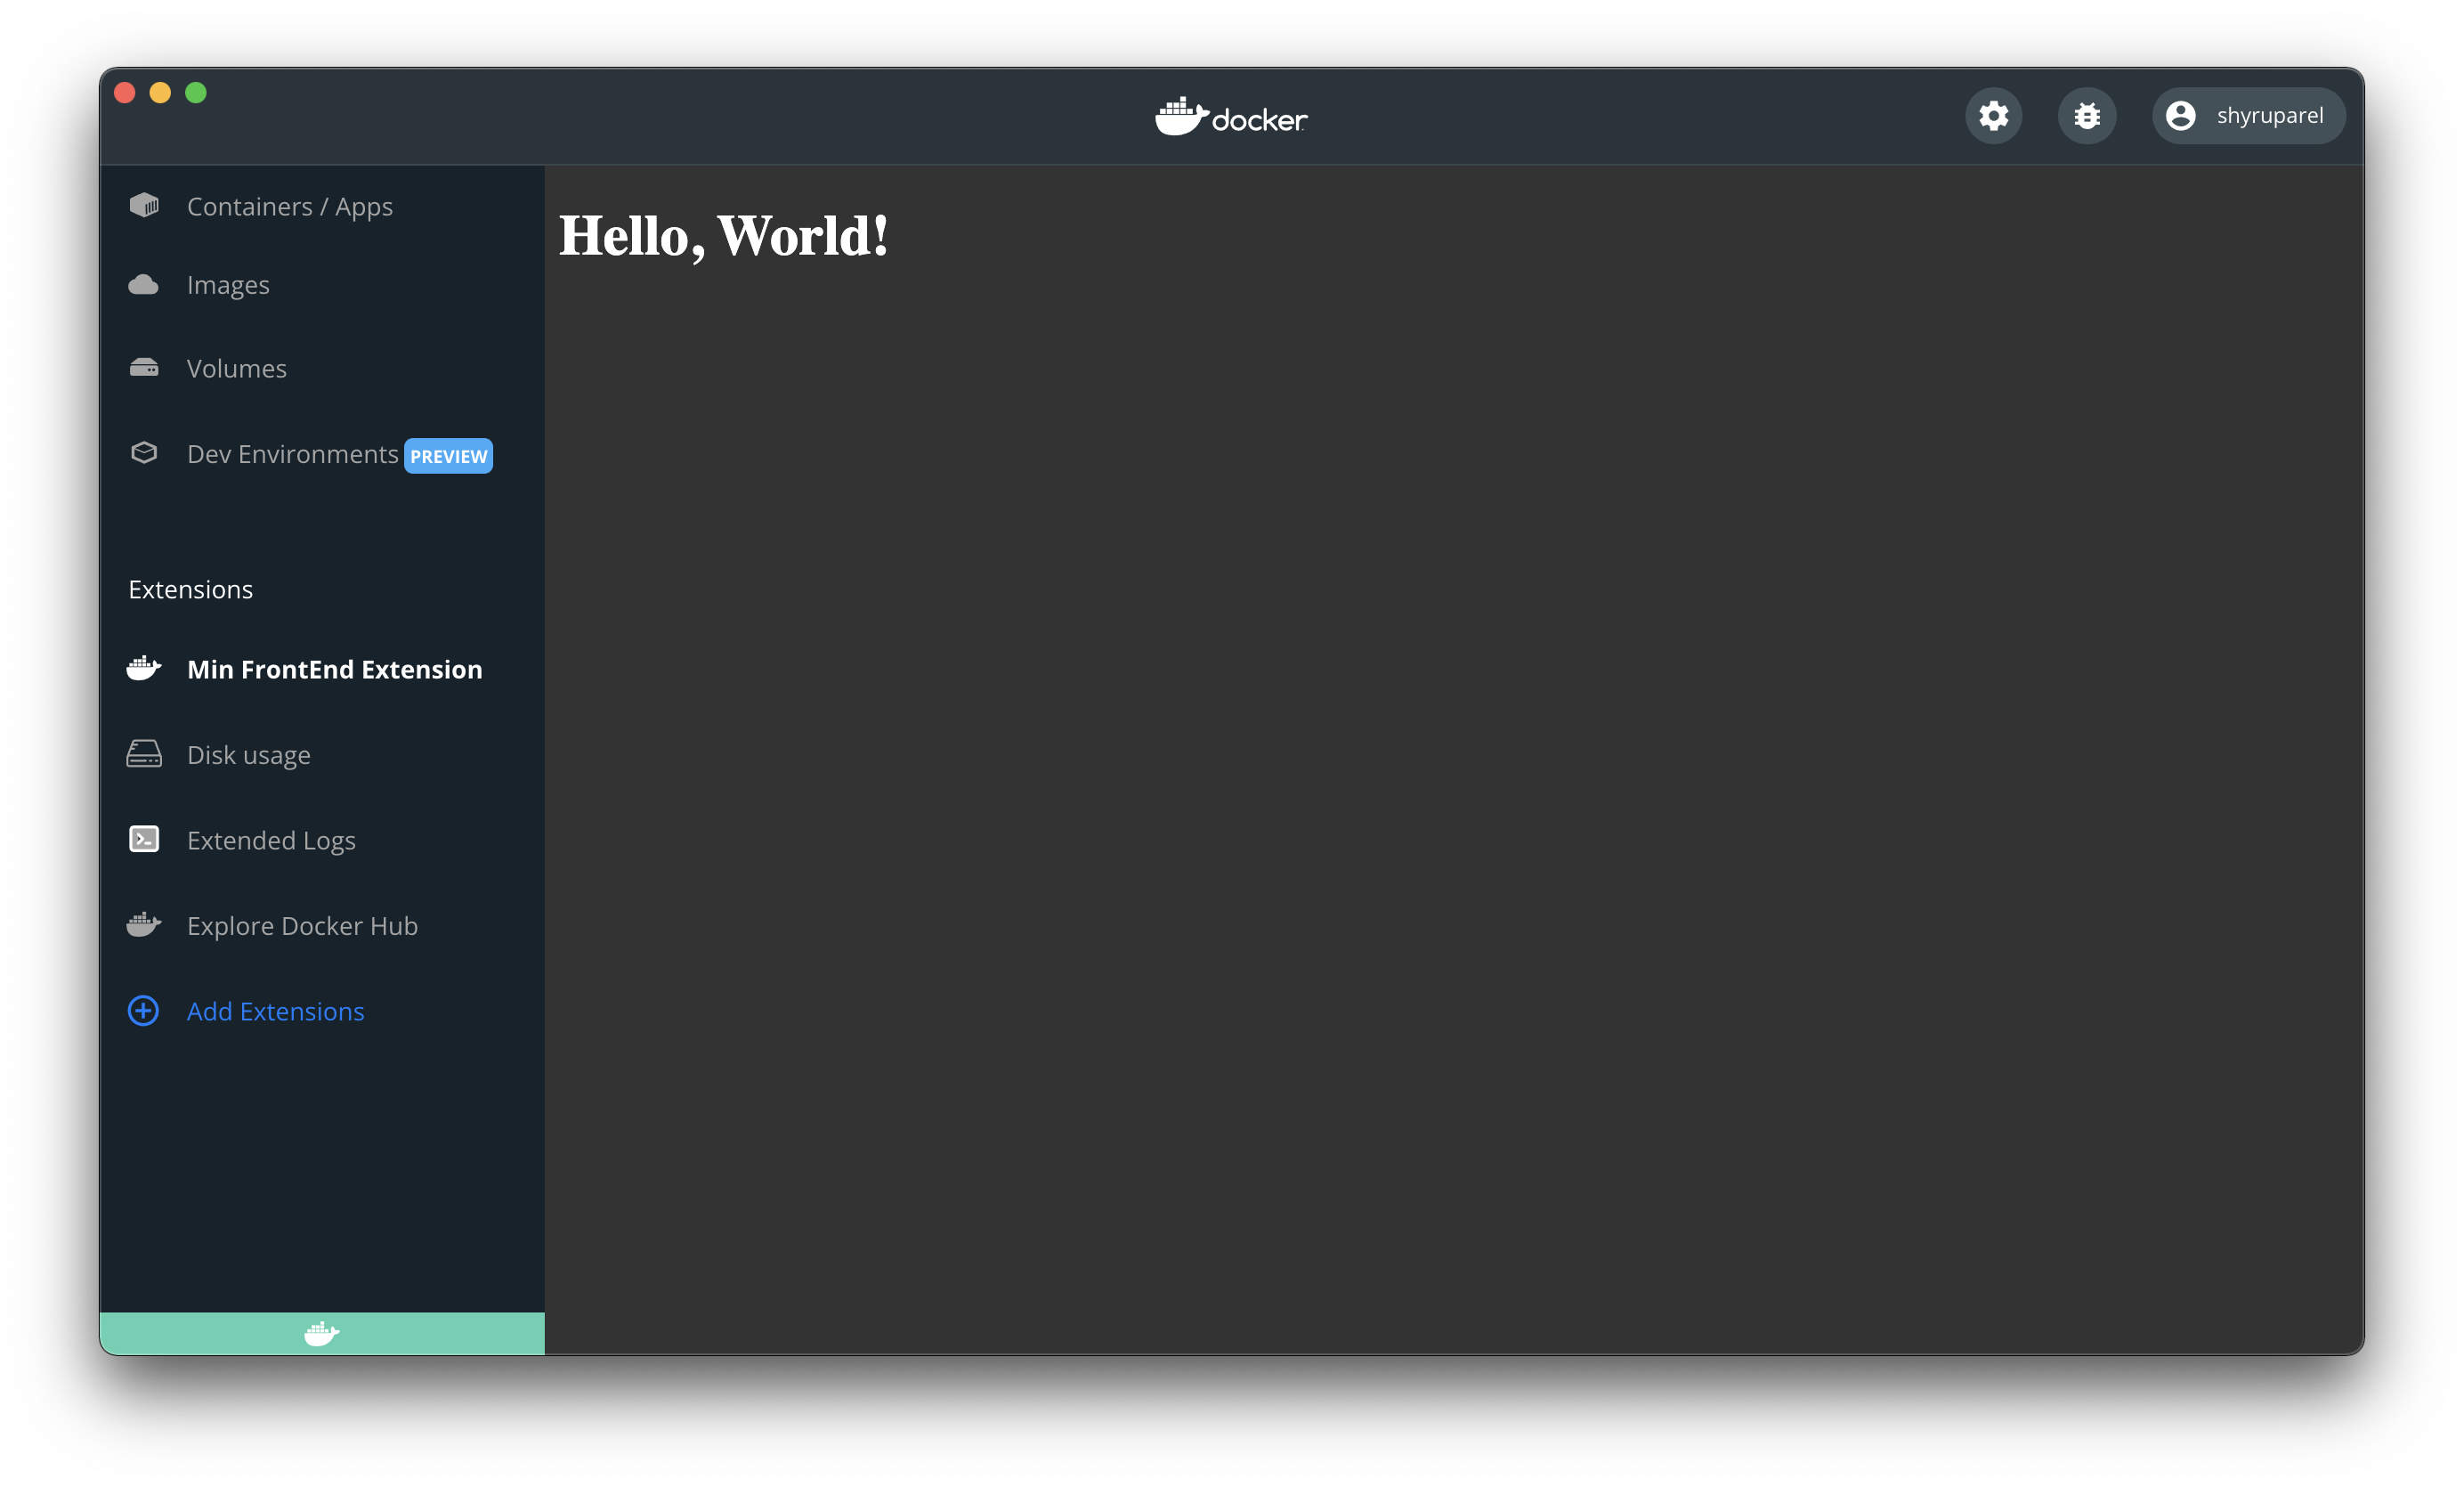 docker
shyruparel
Containers / Apps
Images
Volumes
Dev Environments PREVIEW
Extensions
Min FrontEnd Extension
Disk usage
Extended Logs
Explore Docker Hub
Add Extensions
Hello, World!